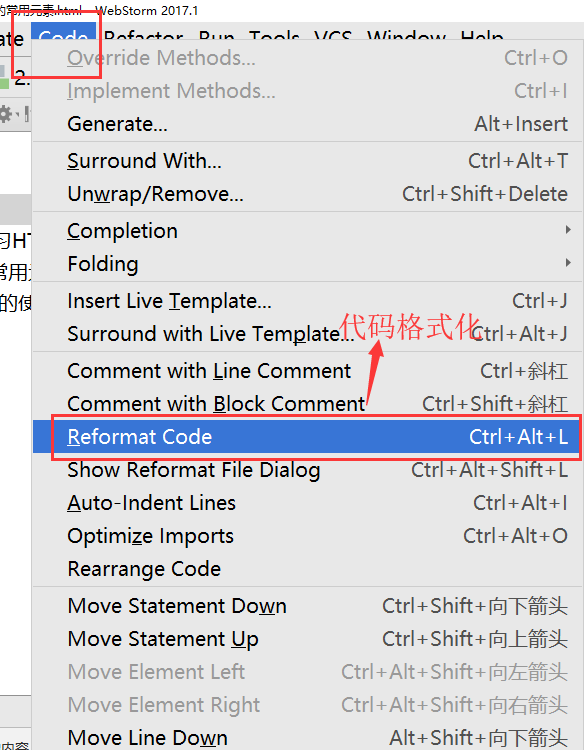 的常用元素.html - WebStorm 2017.1
ate Code Refactor Run Tools VCS Window Help
2.
Override Methods... Ctrl+O
Implement Methods... Ctrl+I
Generate... Alt+Insert
Surround With... Ctrl+Alt+T
Unwrap/Remove... Ctrl+Shift+Delete
Completion
习HT
Folding
常用
Insert Live Template... Ctrl+J
的使
代码格式化
Surround with Live Template... Ctrl+Alt+J
Comment with Line Comment Ctrl+斜杠
Comment with Block Comment Ctrl+Shift+斜杠
Reformat Code Ctrl+Alt+L
Show Reformat File Dialog Ctrl+Alt+Shift+L
Auto-Indent Lines Ctrl+Alt+I
Optimize Imports Ctrl+Alt+O
Rearrange Code
Move Statement Down Ctrl+Shift+向下箭头
Move Statement Up Ctrl+Shift+向上箭头
Move Element Left Ctrl+Alt+Shift+向左箭头
Move Element Right Ctrl+Alt+Shift+向右箭头
Move Line Down Alt+Shift+向下箭头
内容